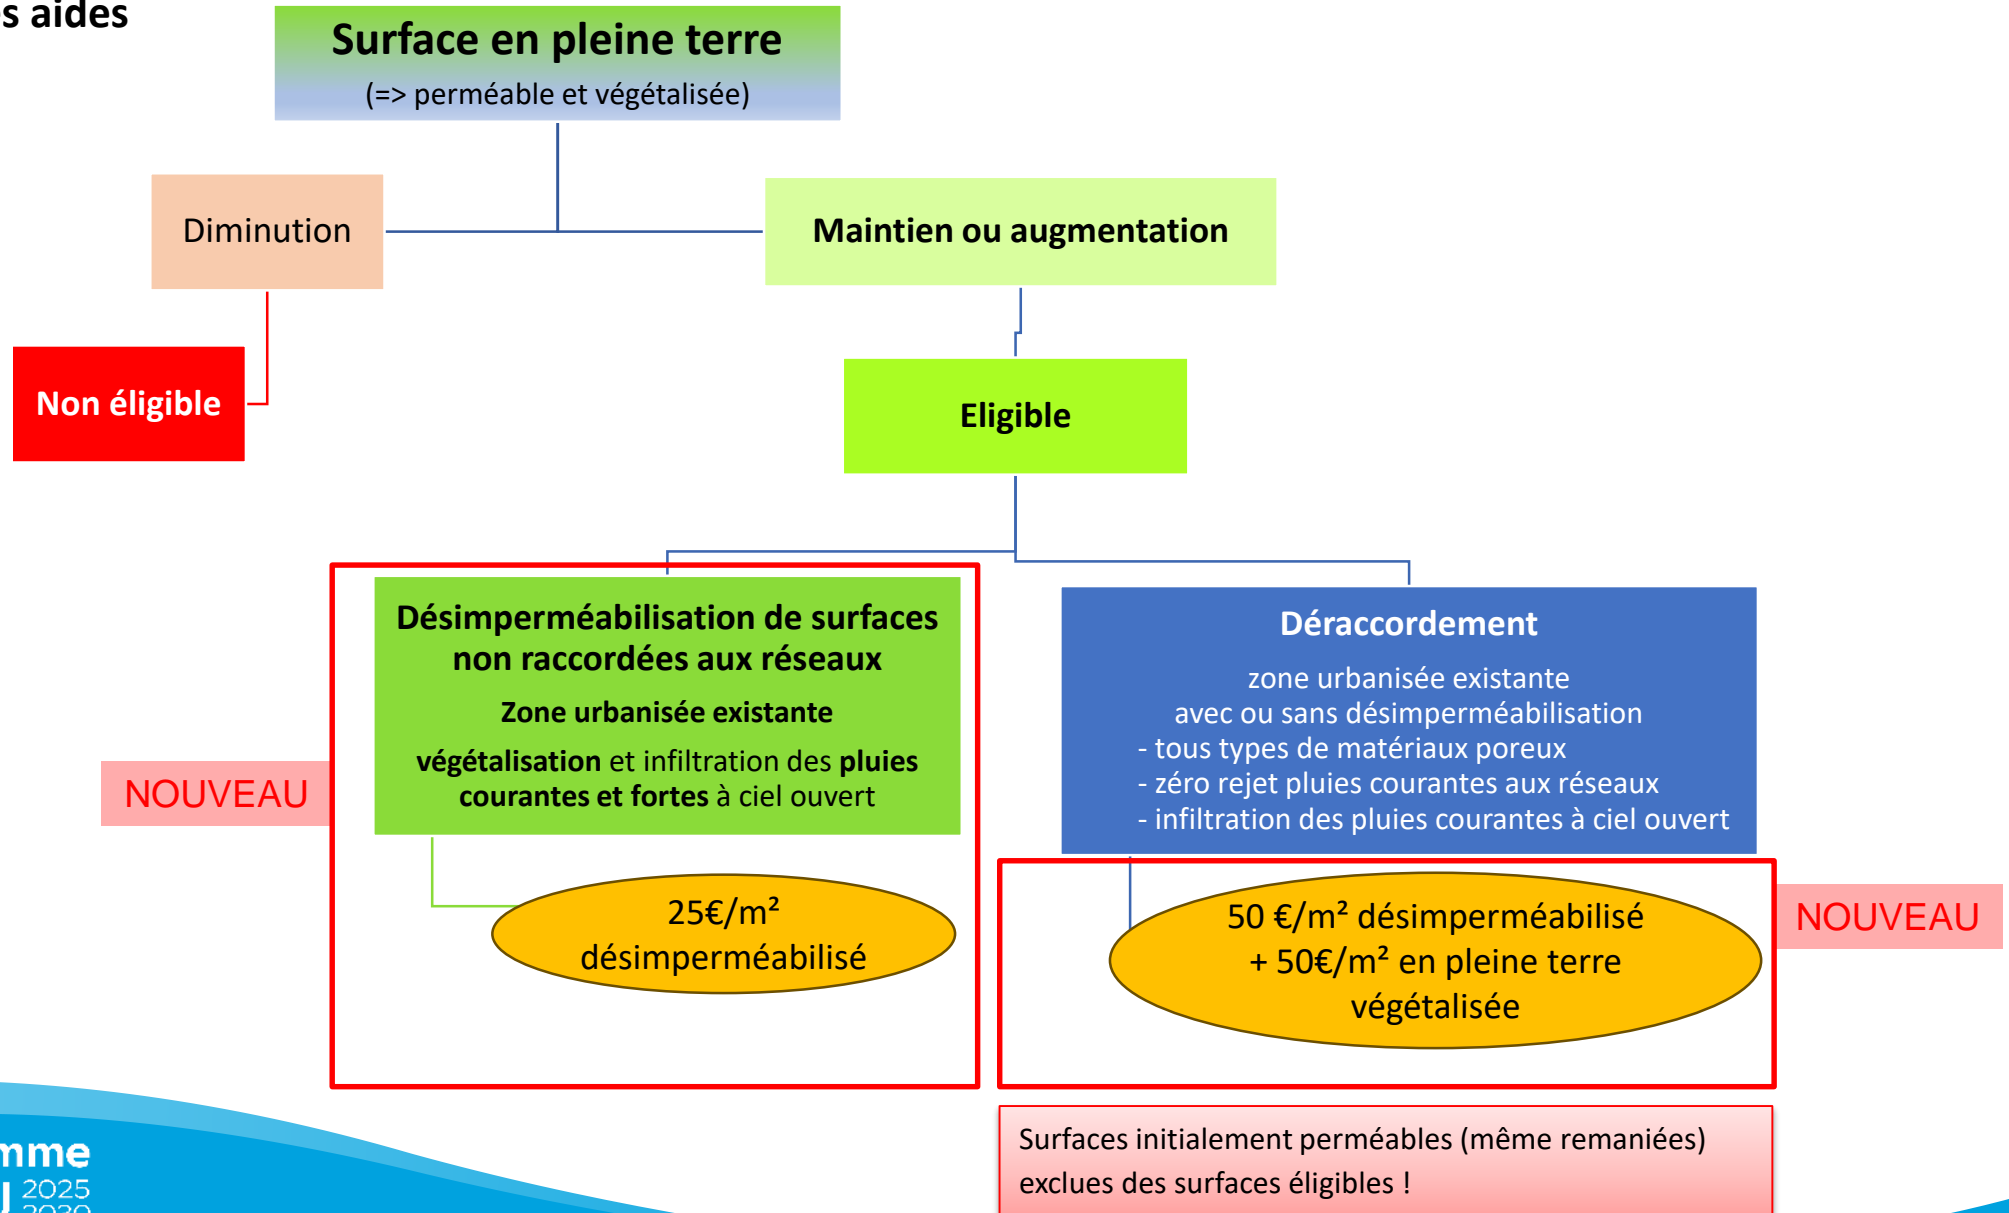 s aides
Surface en pleine terre
(=> perméable et végétalisée)
Diminution
Maintien ou augmentation
Non éligible
Eligible
Désimperméabilisation de surfaces
non raccordées aux réseaux
Zone urbanisée existante
végétalisation et infiltration des pluies
courantes et fortes à ciel ouvert
NOUVEAU
25€/m²
désimperméabilisé
Déraccordement
zone urbanisée existante
avec ou sans désimperméabilisation
- tous types de matériaux poreux
- zéro rejet pluies courantes aux réseaux
- infiltration des pluies courantes à ciel ouvert
50 €/m² désimperméabilisé
+ 50€/m² en pleine terre
végétalisée
NOUVEAU
Surfaces initialement perméables (même remaniées)
exclues des surfaces éligibles !
mme
2025
2030